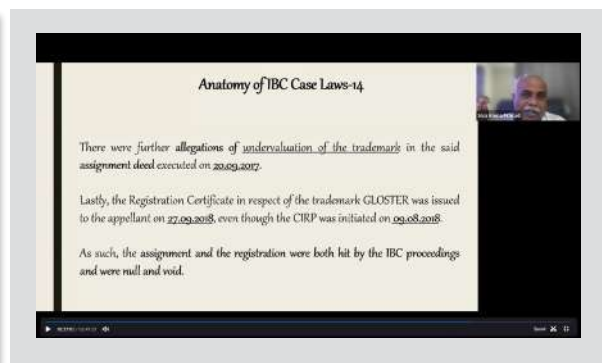 Anatomy of IBC Case Laws-14
There were further allegations of undervaluation of the trademark in the said
assignment deed executed on 20.09.2017.
Lastly, the Registration Certificate in respect of the trademark GLOSTER was issued
to the appellant on 27.09.2018, even though the CIRP was initiated on 09.08.2018.
As such, the assignment and the registration were both hit by the IBC proceedings
and were null and void.